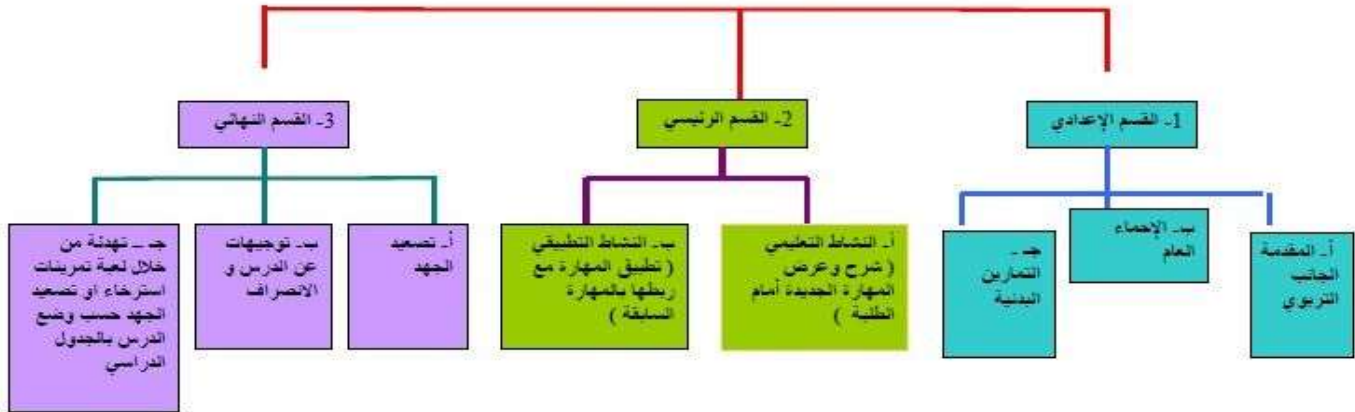 1- القسم الإعدادي
2- القسم الرئيسي
3- القسم النهائي
أ- المقدمة
الجانب
التربوي
ب- الإحماء
العام
جـ -
التمارين
البدنية
أ- النشاط التعليمي
( شرح وعرض
المهارة الجديدة أمام
الطلبة )
ب- النشاط التطبيقي
( تطبيق المهارة مع
ربطها بالمهارة
السابقة )
أ- تصعيد
الجهد
ب- توجيهات
عن الدرس و
الانصراف
جـ - تهدئة من
خلال لعبة تمرينات
استرخاء او تصعيد
الجهد حسب وضع
الدرس بالجدول
الدراسي